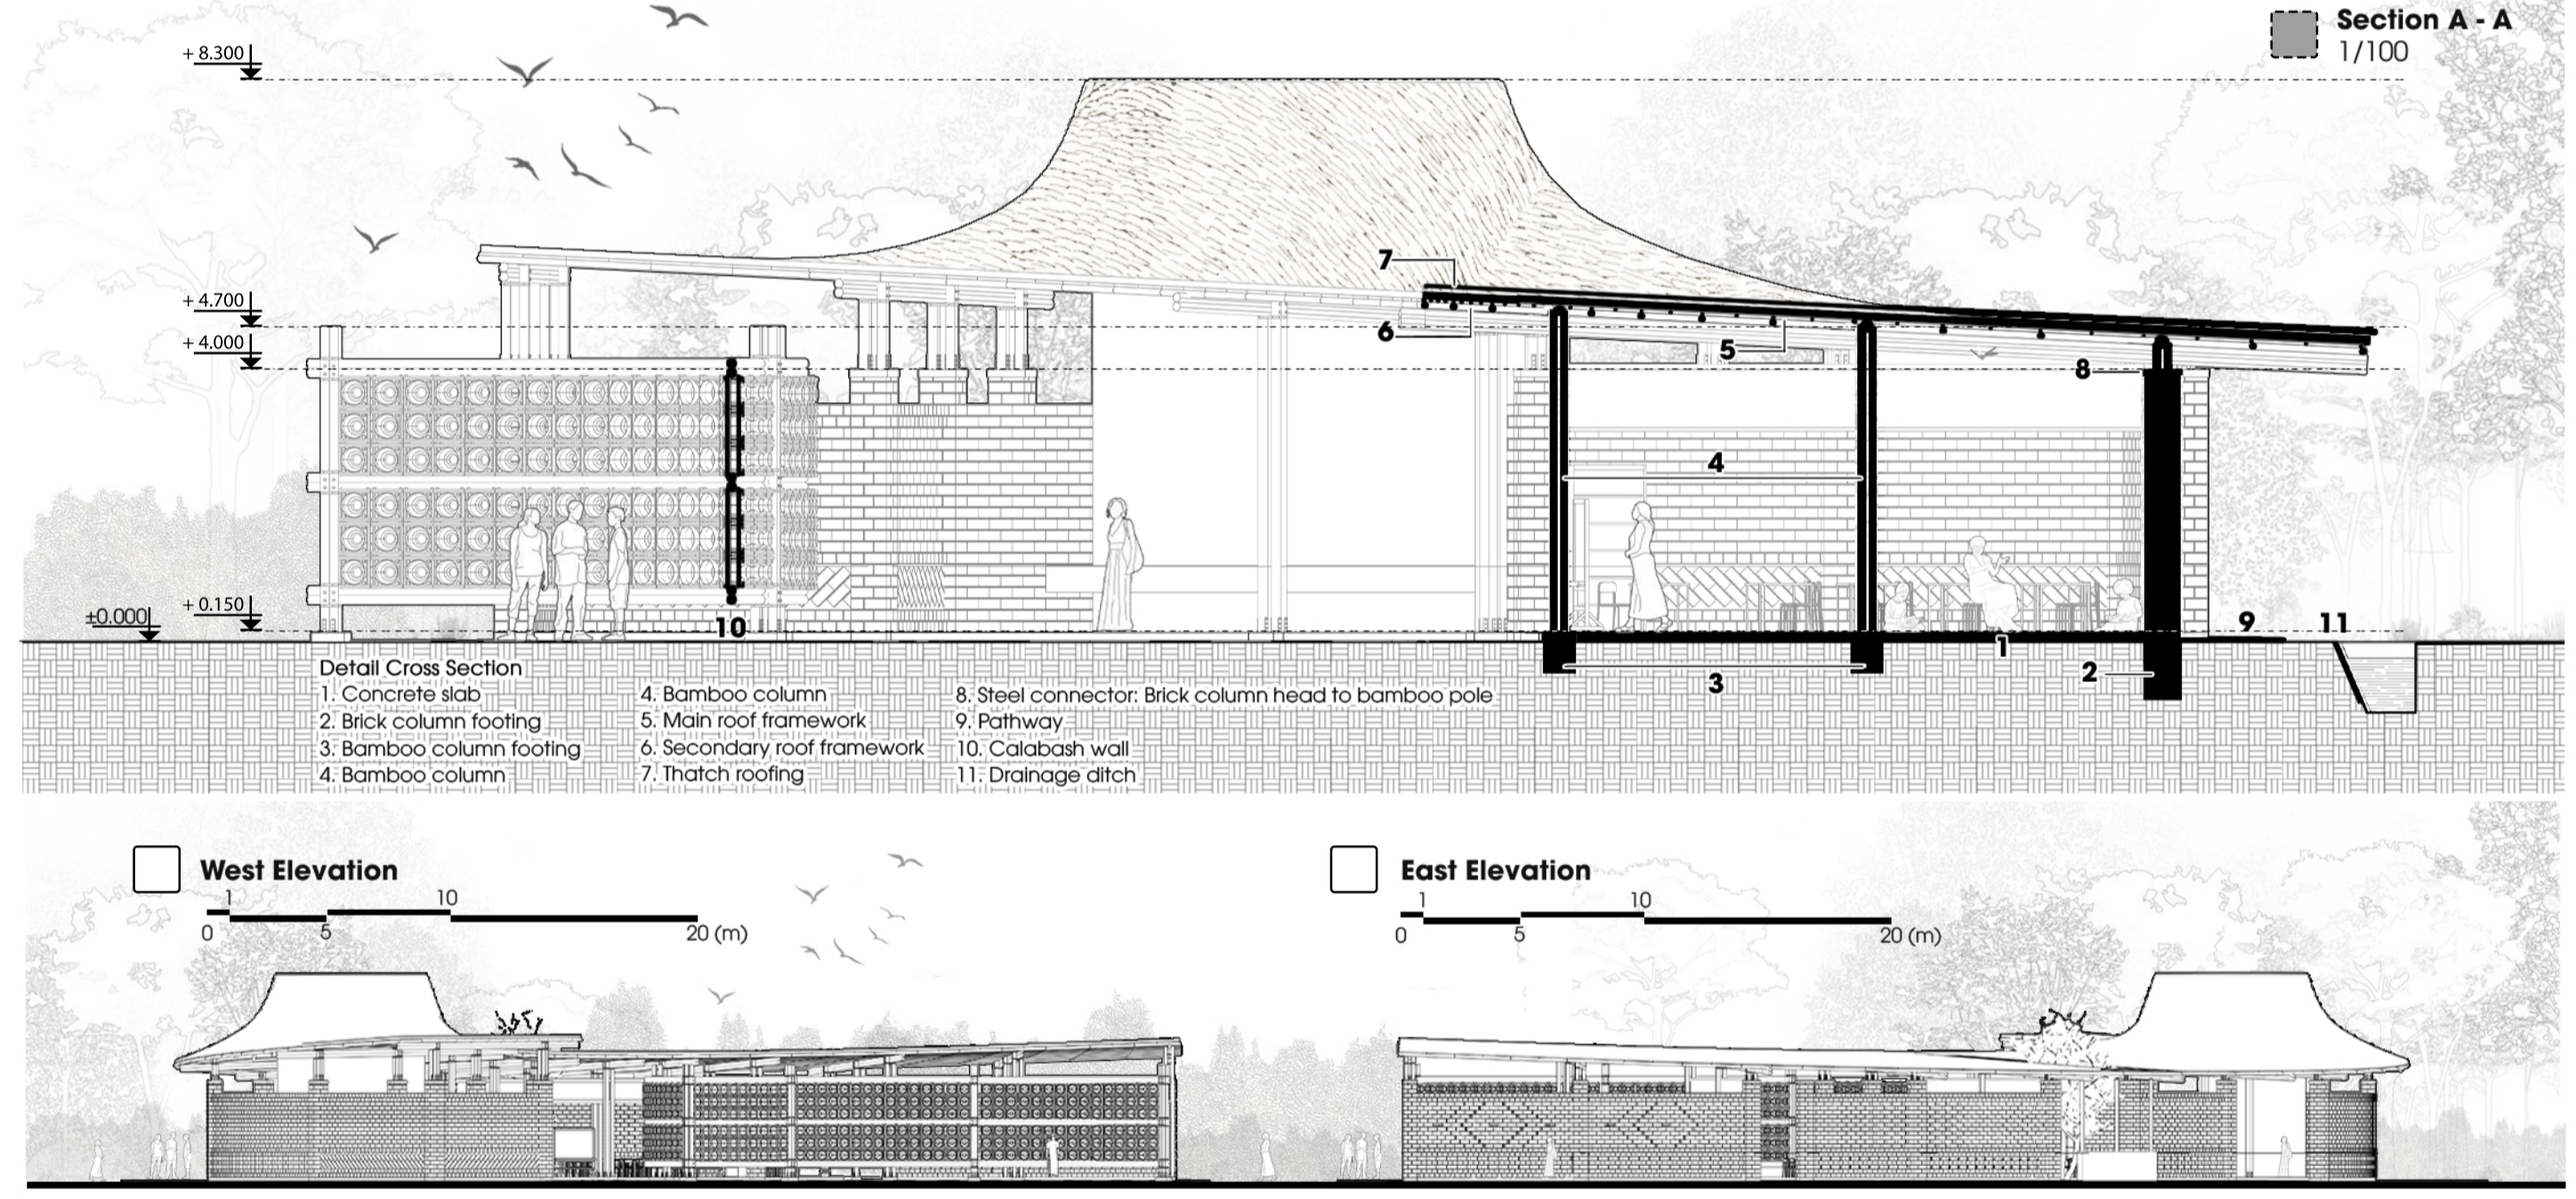 Section A - A
1/100
+ 8.300
+ 4.700
+ 4.000
+ 0.150
±0.000
7
6
5
8
4
10
9
11
1
2
3
Detail Cross Section
1. Concrete slab
2. Brick column footing
3. Bamboo column footing
4. Bamboo column
4. Bamboo column
5. Main roof framework
6. Secondary roof framework
7. Thatch roofing
8. Steel connector: Brick column head to bamboo pole
9. Pathway
10. Calabash wall
11. Drainage ditch
West Elevation
1 10
0 5 20 (m)
East Elevation
1 10
0 5 20 (m)